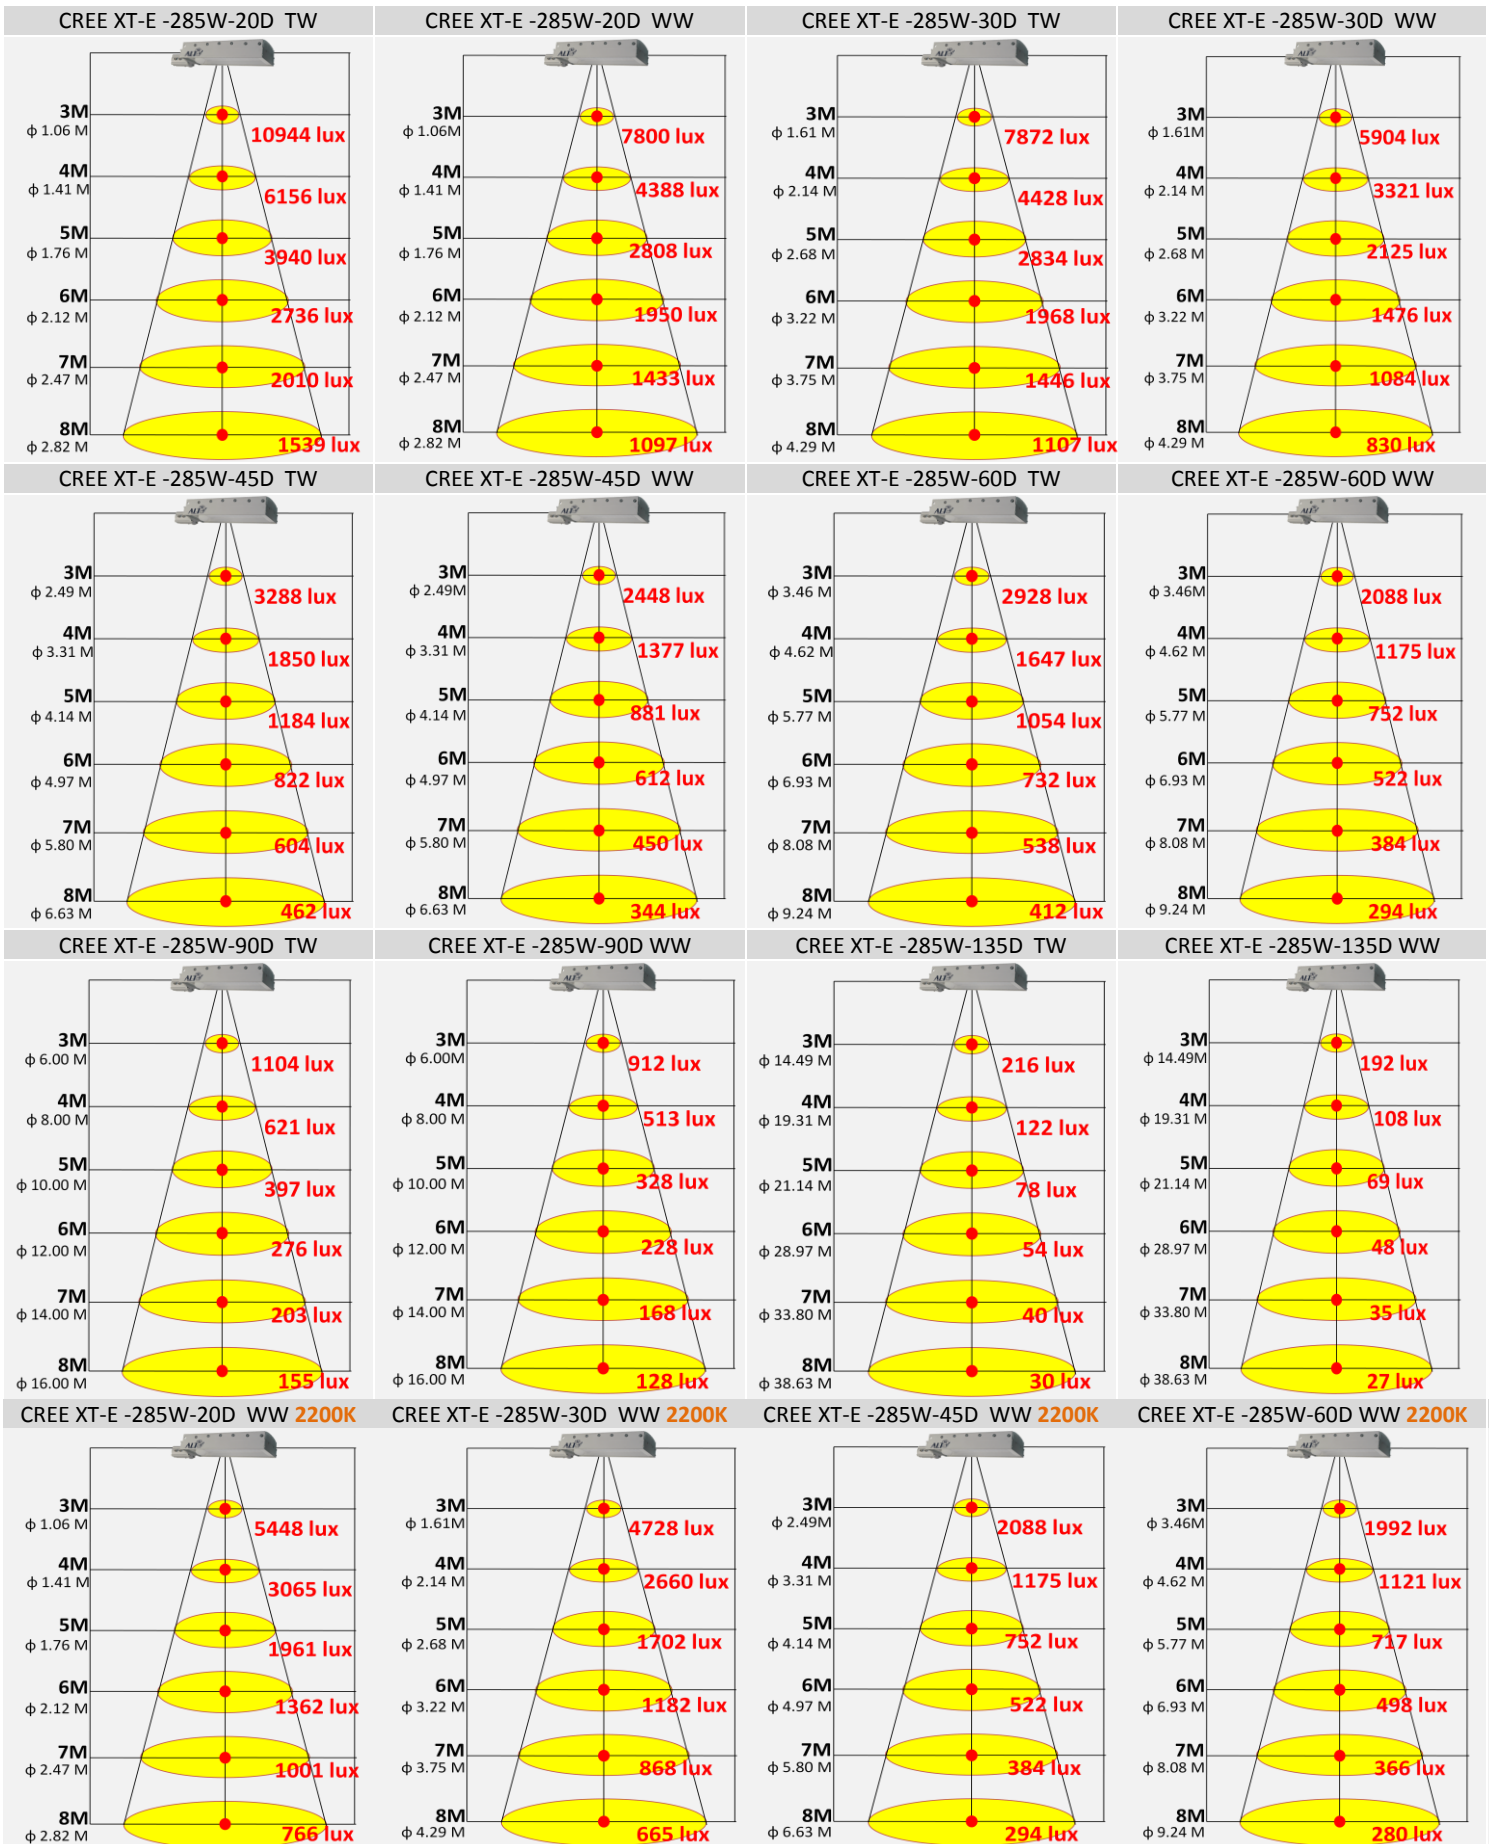 CREE XT-E -285W-20D TW
3M
ϕ 1.06 M
10944 lux
4M
ϕ 1.41 M
6156 lux
5M
ϕ 1.76 M
3940 lux
6M
ϕ 2.12 M
2736 lux
7M
ϕ 2.47 M
2010 lux
8M
ϕ 2.82 M
1539 lux
CREE XT-E -285W-20D WW
3M
ϕ 1.06M
7800 lux
4M
ϕ 1.41 M
4388 lux
5M
ϕ 1.76 M
2808 lux
6M
ϕ 2.12 M
1950 lux
7M
ϕ 2.47 M
1433 lux
8M
ϕ 2.82 M
1097 lux
CREE XT-E -285W-30D TW
3M
ϕ 1.61 M
7872 lux
4M
ϕ 2.14 M
4428 lux
5M
ϕ 2.68 M
2834 lux
6M
ϕ 3.22 M
1968 lux
7M
ϕ 3.75 M
1446 lux
8M
ϕ 4.29 M
1107 lux
CREE XT-E -285W-30D WW
3M
ϕ 1.61M
5904 lux
4M
ϕ 2.14 M
3321 lux
5M
ϕ 2.68 M
2125 lux
6M
ϕ 3.22 M
1476 lux
7M
ϕ 3.75 M
1084 lux
8M
ϕ 4.29 M
830 lux
CREE XT-E -285W-45D TW
3M
ϕ 2.49 M
3288 lux
4M
ϕ 3.31 M
1850 lux
5M
ϕ 4.14 M
1184 lux
6M
ϕ 4.97 M
822 lux
7M
ϕ 5.80 M
604 lux
8M
ϕ 6.63 M
462 lux
CREE XT-E -285W-45D WW
3M
ϕ 2.49M
2448 lux
4M
ϕ 3.31 M
1377 lux
5M
ϕ 4.14 M
881 lux
6M
ϕ 4.97 M
612 lux
7M
ϕ 5.80 M
450 lux
8M
ϕ 6.63 M
344 lux
CREE XT-E -285W-60D TW
3M
ϕ 3.46 M
2928 lux
4M
ϕ 4.62 M
1647 lux
5M
ϕ 5.77 M
1054 lux
6M
ϕ 6.93 M
732 lux
7M
ϕ 8.08 M
538 lux
8M
ϕ 9.24 M
412 lux
CREE XT-E -285W-60D WW
3M
ϕ 3.46M
2088 lux
4M
ϕ 4.62 M
1175 lux
5M
ϕ 5.77 M
752 lux
6M
ϕ 6.93 M
522 lux
7M
ϕ 8.08 M
384 lux
8M
ϕ 9.24 M
294 lux
CREE XT-E -285W-90D TW
3M
ϕ 6.00 M
1104 lux
4M
ϕ 8.00 M
621 lux
5M
ϕ 10.00 M
397 lux
6M
ϕ 12.00 M
276 lux
7M
ϕ 14.00 M
203 lux
8M
ϕ 16.00 M
155 lux
CREE XT-E -285W-90D WW
3M
ϕ 6.00M
912 lux
4M
ϕ 8.00 M
513 lux
5M
ϕ 10.00 M
328 lux
6M
ϕ 12.00 M
228 lux
7M
ϕ 14.00 M
168 lux
8M
ϕ 16.00 M
128 lux
CREE XT-E -285W-135D TW
3M
ϕ 14.49 M
216 lux
4M
ϕ 19.31 M
122 lux
5M
ϕ 21.14 M
78 lux
6M
ϕ 28.97 M
54 lux
7M
ϕ 33.80 M
40 lux
8M
ϕ 38.63 M
30 lux
CREE XT-E -285W-135D WW
3M
ϕ 14.49M
192 lux
4M
ϕ 19.31 M
108 lux
5M
ϕ 21.14 M
69 lux
6M
ϕ 28.97 M
48 lux
7M
ϕ 33.80 M
35 lux
8M
ϕ 38.63 M
27 lux
CREE XT-E -285W-20D WW 2200K
3M
ϕ 1.06 M
5448 lux
4M
ϕ 1.41 M
3065 lux
5M
ϕ 1.76 M
1961 lux
6M
ϕ 2.12 M
1362 lux
7M
ϕ 2.47 M
1001 lux
8M
ϕ 2.82 M
766 lux
CREE XT-E -285W-30D WW 2200K
3M
ϕ 1.61M
4728 lux
4M
ϕ 2.14 M
2660 lux
5M
ϕ 2.68 M
1702 lux
6M
ϕ 3.22 M
1182 lux
7M
ϕ 3.75 M
868 lux
8M
ϕ 4.29 M
665 lux
CREE XT-E -285W-45D WW 2200K
3M
ϕ 2.49M
2088 lux
4M
ϕ 3.31 M
1175 lux
5M
ϕ 4.14 M
752 lux
6M
ϕ 4.97 M
522 lux
7M
ϕ 5.80 M
384 lux
8M
ϕ 6.63 M
294 lux
CREE XT-E -285W-60D WW 2200K
3M
ϕ 3.46M
1992 lux
4M
ϕ 4.62 M
1121 lux
5M
ϕ 5.77 M
717 lux
6M
ϕ 6.93 M
498 lux
7M
ϕ 8.08 M
366 lux
8M
ϕ 9.24 M
280 lux